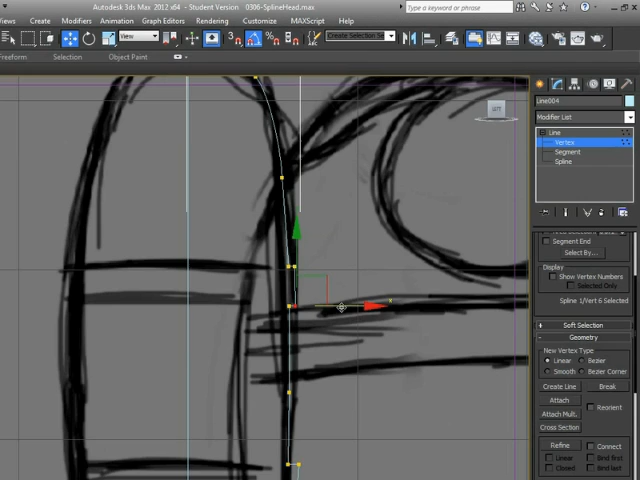 Autodesk 3ds Max 2012 x64 - Student Version 0306-SplineHead.max
Type a keyword or phrase
Views Create Modifiers Animation Graph Editors Rendering Customize MAXScript Help
View
3
Create Selection Se
Freeform Selection Object Paint
LEFT
x
Line004
Modifier List
Line
Vertex
Segment
Spline
Segment End
Select By...
Display
Show Vertex Numbers
Selected Only
Spline 1/Vert 6 Selected
+ Soft Selection
- Geometry
New Vertex Type
Linear Bezier
Smooth Bezier Corner
Create Line Break
Attach
Reorient
Attach Mult.
Cross Section
Refine Connect
Linear Bind first
Closed Bind last